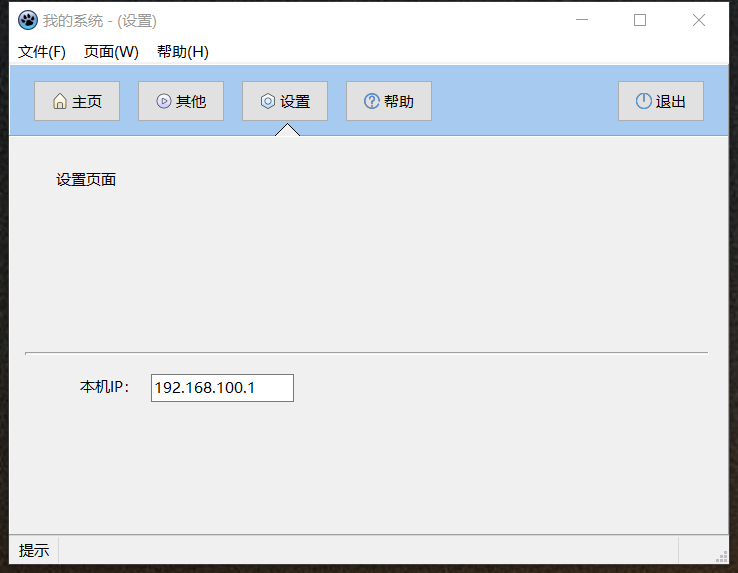 我的系统 - (设置)
文件(F) 页面(W) 帮助(H)
主页 其他 设置 帮助 退出
设置页面
本机IP： 192.168.100.1
提示